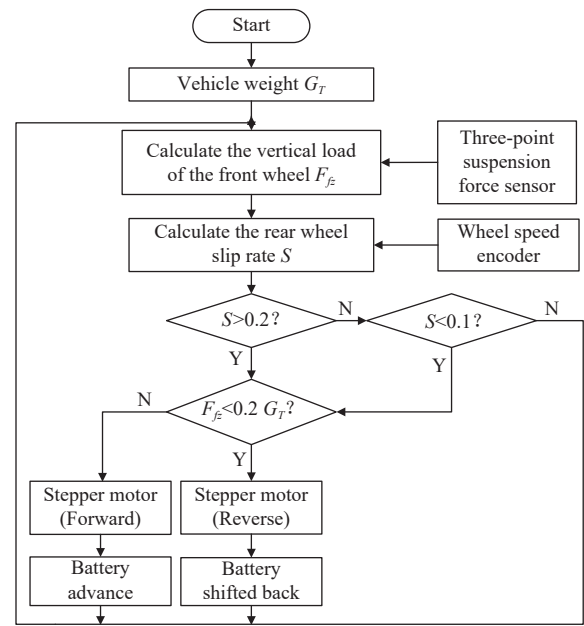 Start
Vehicle weight G_T
Calculate the vertical load
of the front wheel F_fz
Three-point
suspension
force sensor
Calculate the rear wheel
slip rate S
Wheel speed
encoder
S>0.2?
N
S<0.1?
N
Y
Y
F_fz<0.2 G_T?
N
Y
Stepper motor
(Forward)
Stepper motor
(Reverse)
Battery
advance
Battery
shifted back